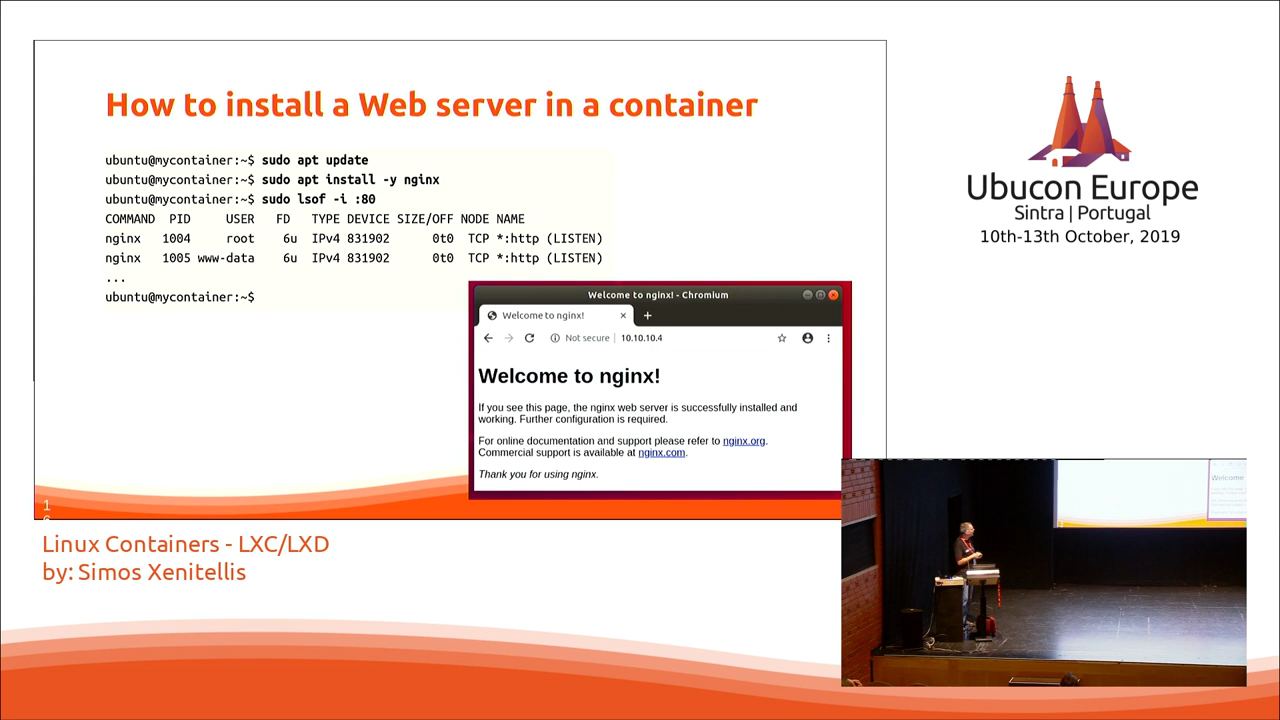 How to install a Web server in a container
ubuntu@mycontainer:~$ sudo apt update
ubuntu@mycontainer:~$ sudo apt install -y nginx
ubuntu@mycontainer:~$ sudo lsof -i :80
COMMAND PID USER FD TYPE DEVICE SIZE/OFF NODE NAME
nginx 1004 root 6u IPv4 831902 0t0 TCP *:http (LISTEN)
nginx 1005 www-data 6u IPv4 831902 0t0 TCP *:http (LISTEN)
...
ubuntu@mycontainer:~$
Welcome to nginx! - Chromium
Welcome to nginx!
Not secure | 10.10.10.4
Welcome to nginx!
If you see this page, the nginx web server is successfully installed and
working. Further configuration is required.
For online documentation and support please refer to nginx.org.
Commercial support is available at nginx.com.
Thank you for using nginx.
1
Linux Containers - LXC/LXD
by: Simos Xenitellis
Ubucon Europe
Sintra | Portugal
10th-13th October, 2019
Welcome